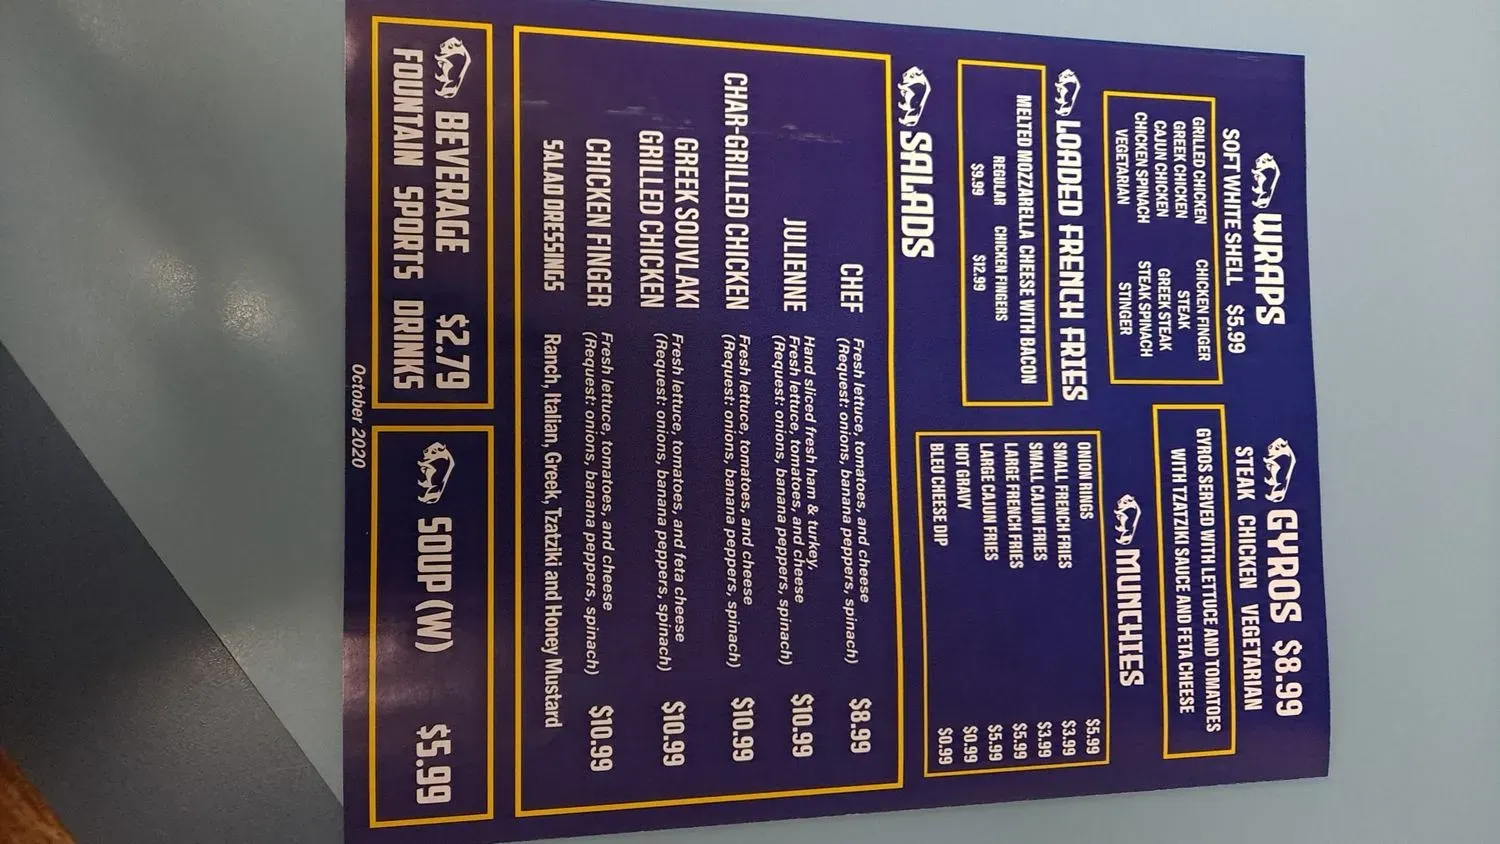 WRAPS
SOFT WHITE SHELL $5.99
GRILLED CHICKEN
GREEK CHICKEN
CAJUN CHICKEN
CHICKEN SPINACH
VEGETARIAN
CHICKEN FINGER
STEAK
GREEK STEAK
STEAK SPINACH
STINGER
GYROS $8.99
STEAK CHICKEN VEGETARIAN
GYROS SERVED WITH LETTUCE AND TOMATOES
WITH TZATZIKI SAUCE AND FETA CHEESE
LOADED FRENCH FRIES
MELTED MOZZARELLA CHEESE WITH BACON
REGULAR CHICKEN FINGERS
$9.99 $12.99
MUNCHIES
ONION RINGS $5.99
SMALL FRENCH FRIES $3.99
SMALL CAJUN FRIES $3.99
LARGE FRENCH FRIES $5.99
LARGE CAJUN FRIES $5.99
HOT GRAVY $0.99
BLEU CHEESE DIP $0.99
SALADS
CHEF Fresh lettuce, tomatoes, and cheese $8.99
(Request: onions, banana peppers, spinach)
JULIENNE Hand sliced fresh ham & turkey, $10.99
Fresh lettuce, tomatoes, and cheese
(Request: onions, banana peppers, spinach)
CHAR-GRILLED CHICKEN Fresh lettuce, tomatoes, and cheese $10.99
(Request: onions, banana peppers, spinach)
GREEK SOUVLAKI Fresh lettuce, tomatoes, and feta cheese $10.99
GRILLED CHICKEN (Request: onions, banana peppers, spinach)
CHICKEN FINGER Fresh lettuce, tomatoes, and cheese $10.99
(Request: onions, banana peppers, spinach)
SALAD DRESSINGS Ranch, Italian, Greek, Tzatziki and Honey Mustard
BEVERAGE $2.79
FOUNTAIN SPORTS DRINKS
SOUP (W) $5.99
October 2020